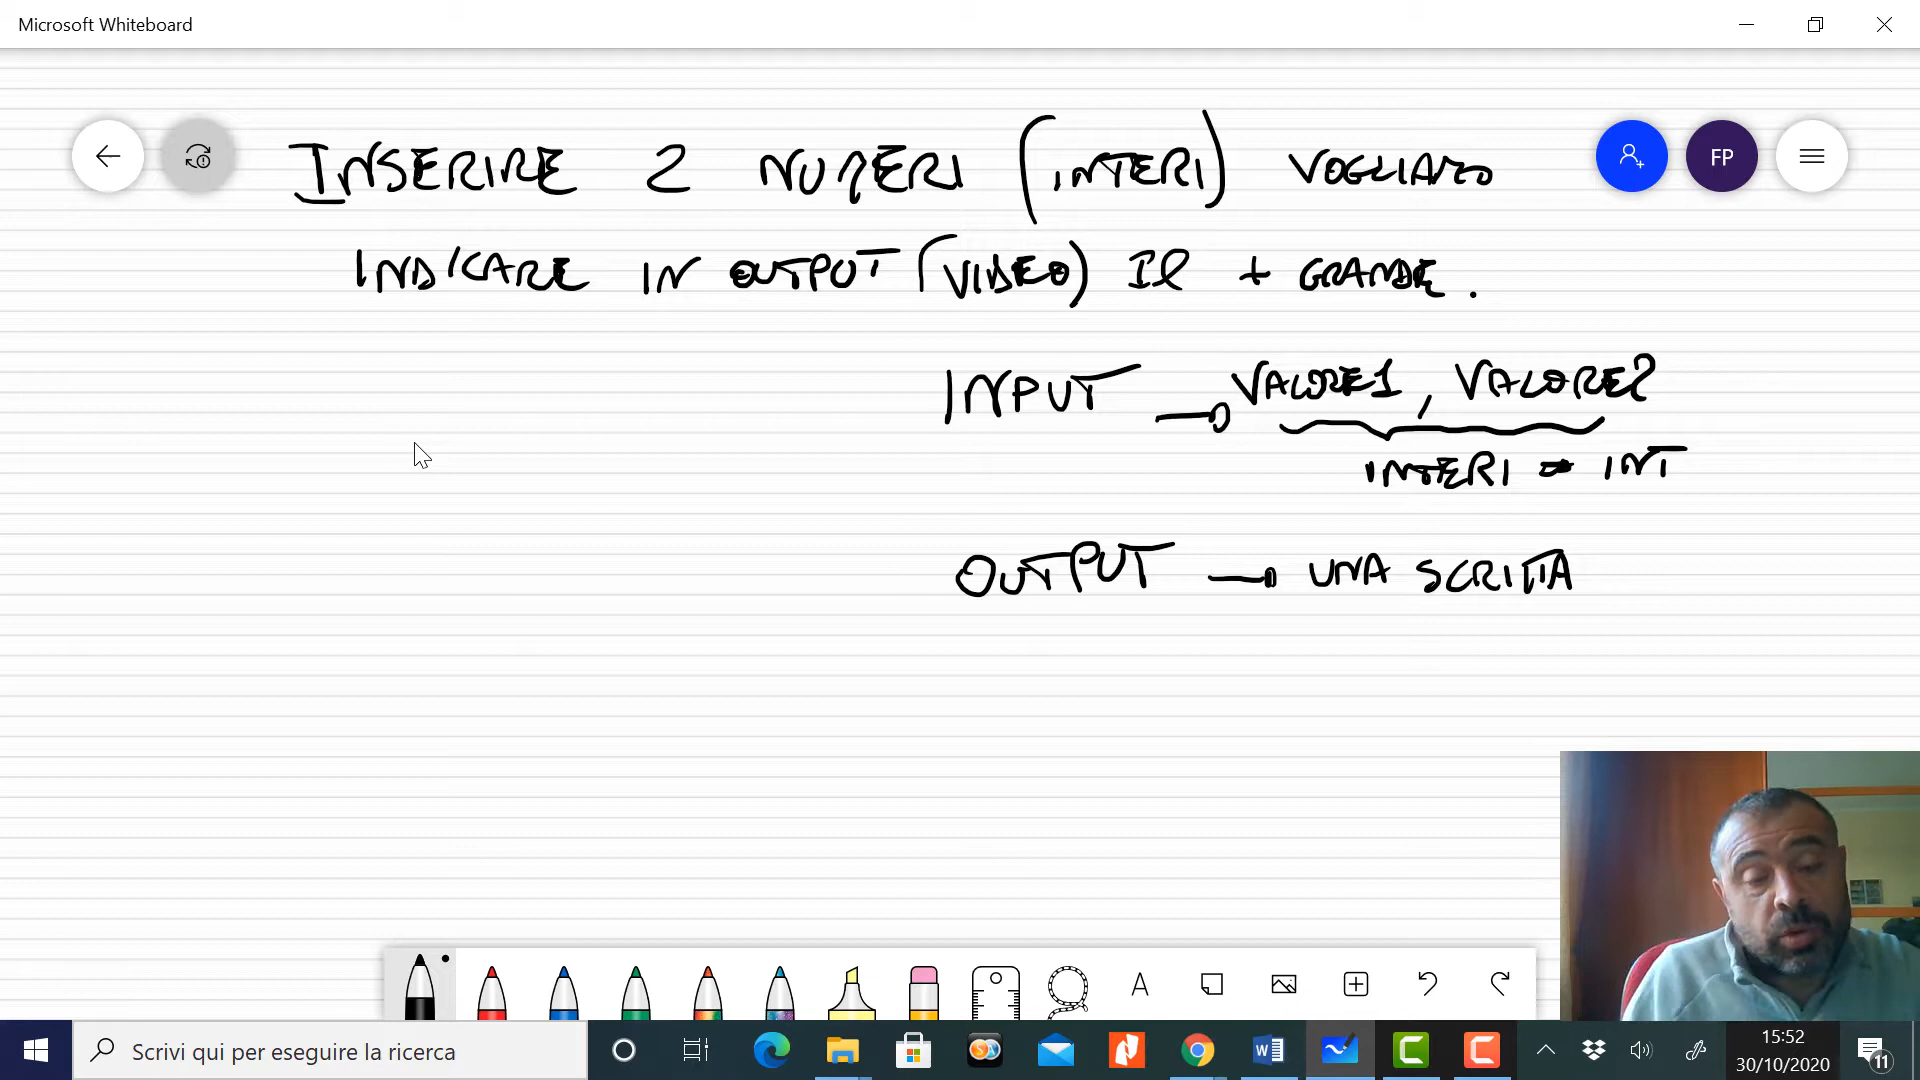 Microsoft Whiteboard
INSERIRE 2 NUMERI (INTERI) VOGLIAMO
FP
INDICARE IN OUTPUT (VIDEO) Il + GRANDE.
INPUT → VALORE1, VALORE2
INTERI = INT
OUTPUT → UNA SCRITTA
Scrivi qui per eseguire la ricerca
15:52
30/10/2020
11